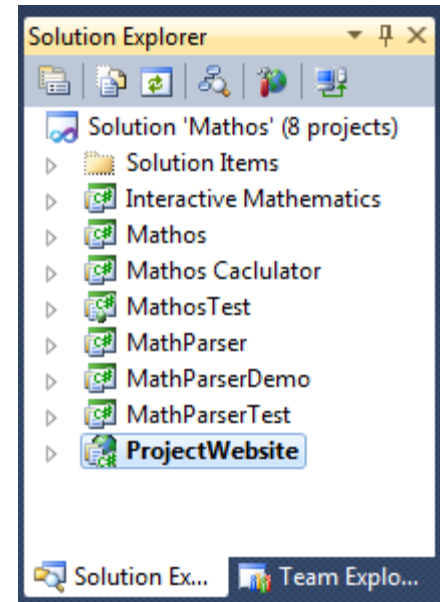 Solution Explorer
Solution 'Mathos' (8 projects)
Solution Items
C# Interactive Mathematics
C# Mathos
C# Mathos Caclulator
C# MathosTest
C# MathParser
C# MathParserDemo
C# MathParserTest
C# ProjectWebsite
Solution Ex... Team Explo...